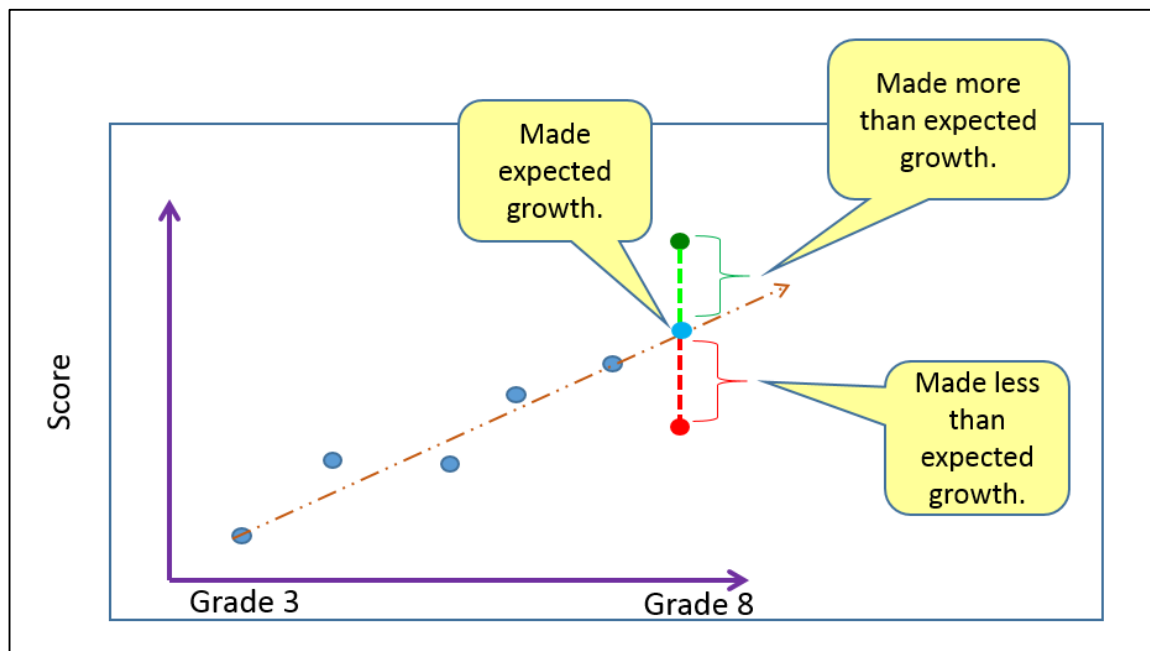 Made more
than expected
growth.
Made
expected
growth.
Score
Made less
than
expected
growth.
Grade 3
Grade 8